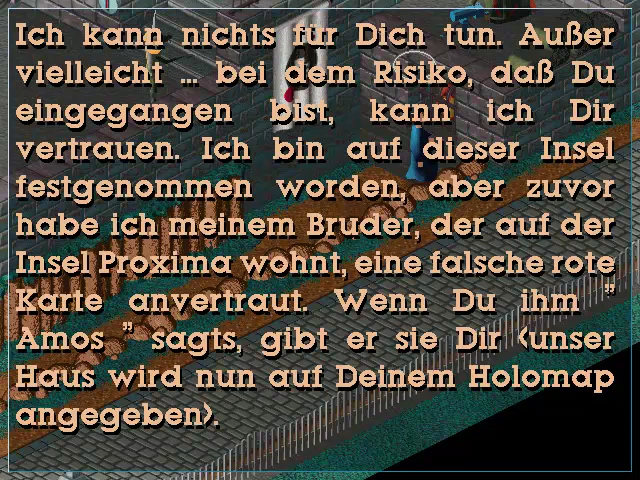 Ich kann nichts für Dich tun. Außer
vielleicht ... bei dem Risiko, daß Du
eingegangen bist, kann ich Dir
vertrauen. Ich bin auf dieser Insel
festgenommen worden, aber zuvor
habe ich meinem Bruder, der auf der
Insel Proxima wohnt, eine falsche rote
Karte anvertraut. Wenn Du ihm "
Amos " sagts, gibt er sie Dir (unser
Haus wird nun auf Deinem Holomap
angegeben).